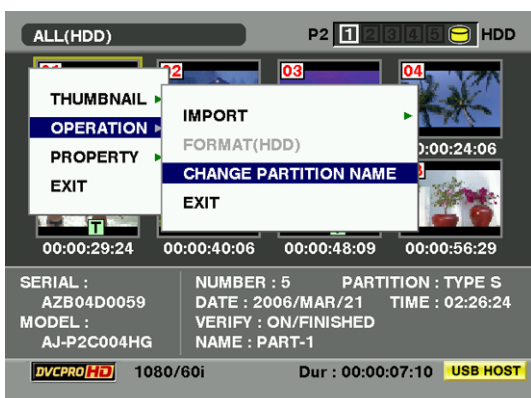 ALL(HDD)
P2 1 2 3 4 5 HDD
02
03
04
THUMBNAIL
OPERATION
PROPERTY
EXIT
IMPORT
FORMAT(HDD)
CHANGE PARTITION NAME
EXIT
:00:24:06
T
00:00:29:24
00:00:40:06
00:00:48:09
00:00:56:29
SERIAL :
AZB04D0059
MODEL :
AJ-P2C004HG
NUMBER : 5 PARTITION : TYPE S
DATE : 2006/MAR/21 TIME : 02:26:24
VERIFY : ON/FINISHED
NAME : PART-1
DVCPRO HD 1080/60i Dur : 00:00:07:10 USB HOST